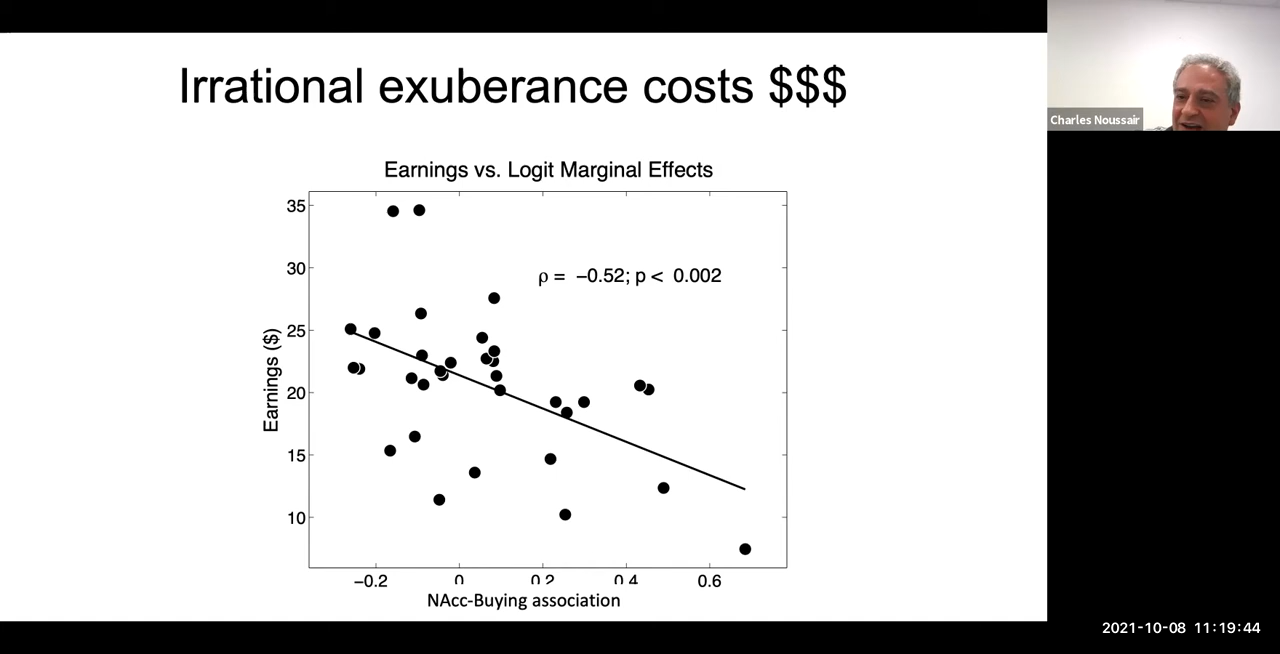 Irrational exuberance costs $$$
Charles Noussair
Earnings vs. Logit Marginal Effects
35
30
25
20
15
10
Earnings ($)
ρ = −0.52; p < 0.002
−0.2 0 0.2 0.4 0.6
NAcc-Buying association
2021-10-08 11:19:44